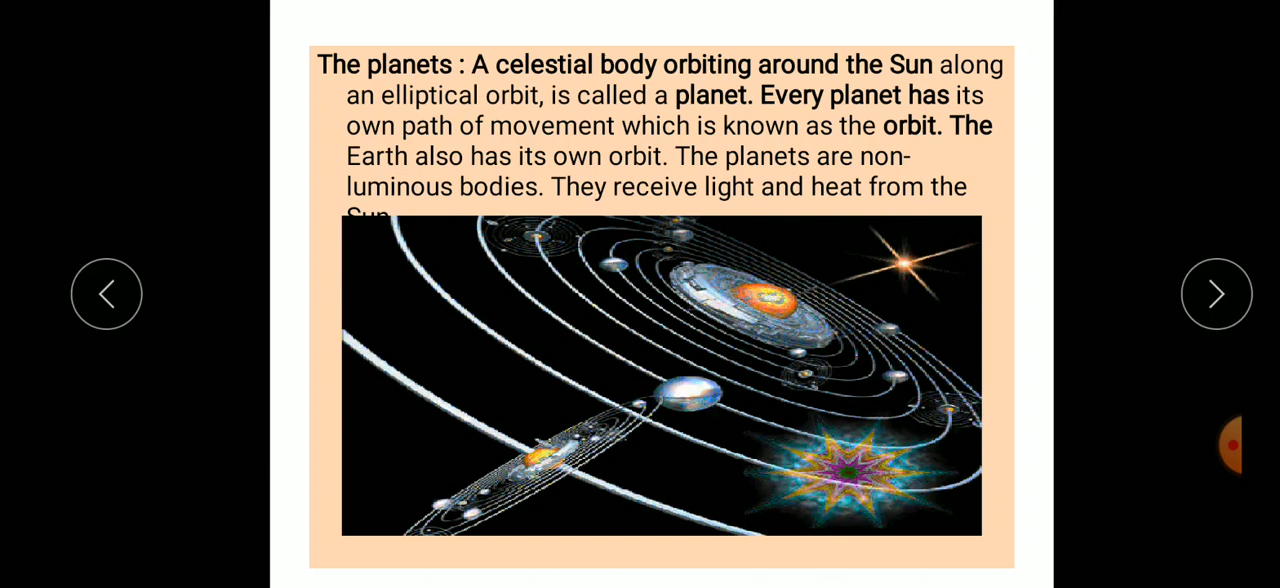 The planets : A celestial body orbiting around the Sun along
an elliptical orbit, is called a planet. Every planet has its
own path of movement which is known as the orbit. The
Earth also has its own orbit. The planets are non-
luminous bodies. They receive light and heat from the
Sun